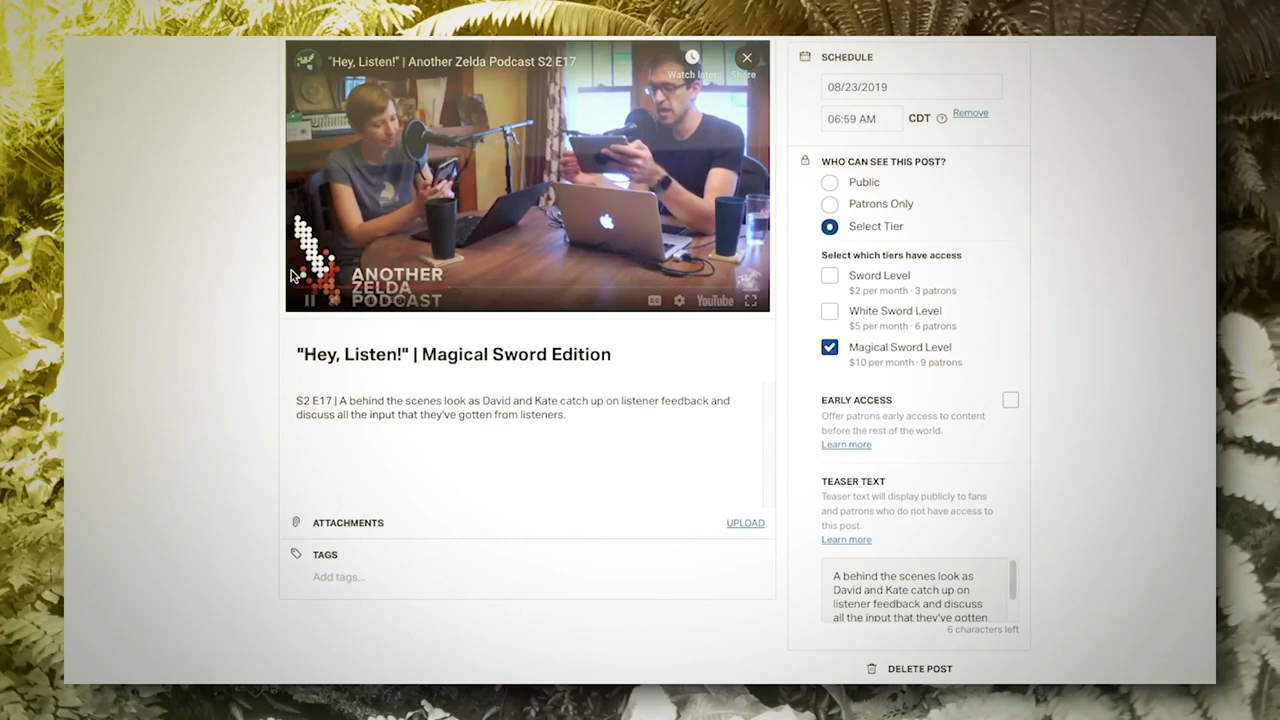 "Hey, Listen!" | Another Zelda Podcast S2 E17
Watch later
Share
ANOTHER
ZELDA
PODCAST
CC
YouTube
"Hey, Listen!" | Magical Sword Edition
S2 E17 | A behind the scenes look as David and Kate catch up on listener feedback and
discuss all the input that they've gotten from listeners.
ATTACHMENTS
UPLOAD
TAGS
Add tags...
SCHEDULE
08/23/2019
06:59 AM
CDT
?
Remove
WHO CAN SEE THIS POST?
Public
Patrons Only
Select Tier
Select which tiers have access
Sword Level
$2 per month · 3 patrons
White Sword Level
$5 per month · 6 patrons
Magical Sword Level
$10 per month · 9 patrons
EARLY ACCESS
Offer patrons early access to content
before the rest of the world.
Learn more
TEASER TEXT
Teaser text will display publicly to fans
and patrons who do not have access to
this post.
Learn more
A behind the scenes look as
David and Kate catch up on
listener feedback and discuss
all the input that they've gotten
6 characters left
DELETE POST